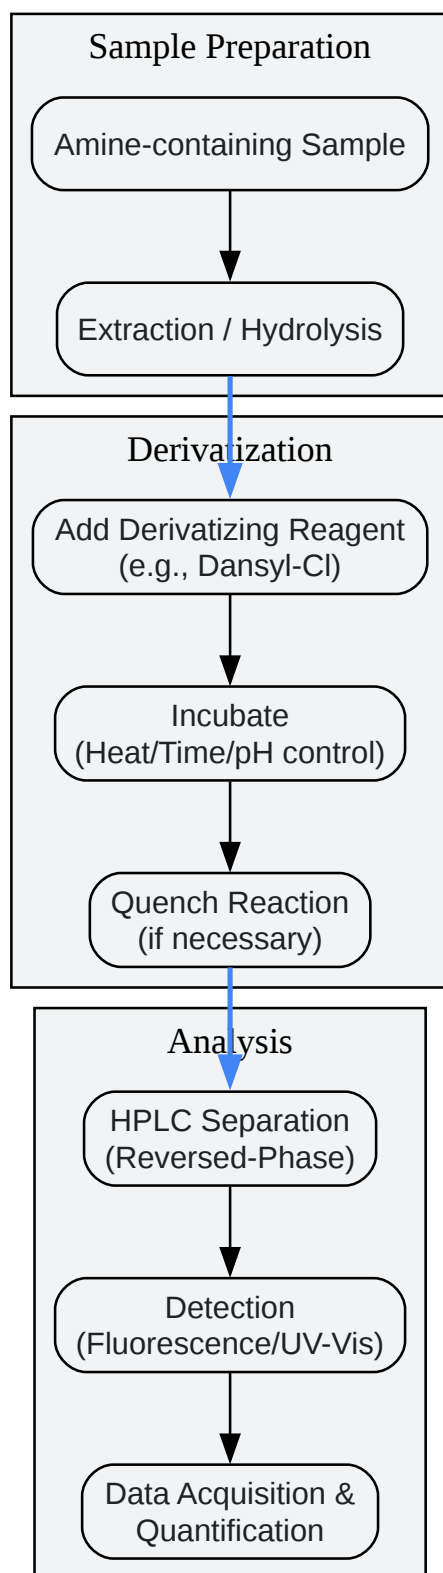 Sample Preparation
Amine-containing Sample
Extraction / Hydrolysis
Derivatization
Add Derivatizing Reagent
(e.g., Dansyl-Cl)
Incubate
(Heat/Time/pH control)
Quench Reaction
(if necessary)
Analysis
HPLC Separation
(Reversed-Phase)
Detection
(Fluorescence/UV-Vis)
Data Acquisition &
Quantification